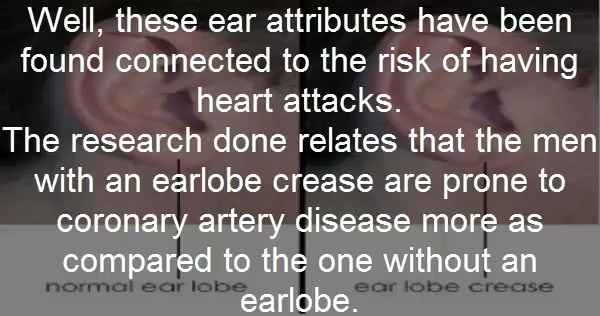 Well, these ear attributes have been
found connected to the risk of having
heart attacks.
The research done relates that the men
with an earlobe crease are prone to
coronary artery disease more as
compared to the one without an
normal ear lobe
ear lobe crease
earlobe.